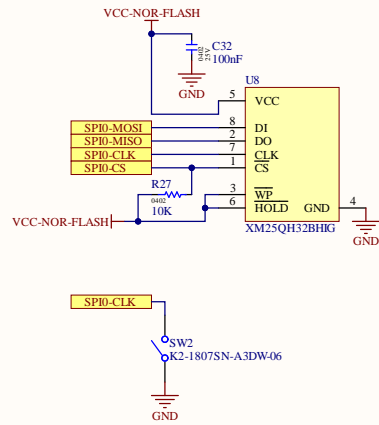 VCC-NOR-FLASH
C32
0402
25V
100nF
GND
U8
5 VCC
SPI0-MOSI 8 DI
SPI0-MISO 2 DO
SPI0-CLK 7 CLK
SPI0-CS 1 CS
R27
0402
10K
3 WP
VCC-NOR-FLASH 6 HOLD GND 4
XM25QH32BHIG
GND
SPI0-CLK
SW2
K2-1807SN-A3DW-06
GND